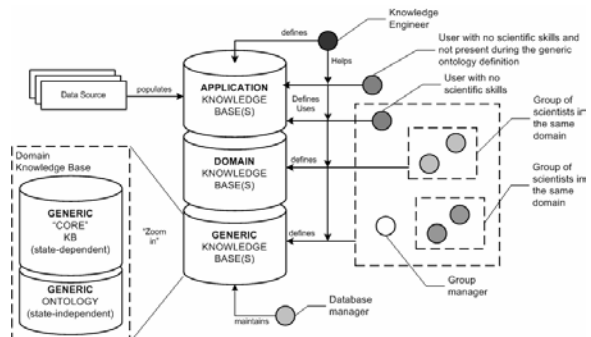 defines
Knowledge
Engineer
Helps
User with no scientific skills and
not present during the generic
ontology definition
User with no
scientific skills
Data Source
populates
APPLICATION
KNOWLEDGE
BASE(S)
Defines
Uses
Group of
scientists in
the same
domain
Domain
Knowledge Base
DOMAIN
KNOWLEDGE
BASE(S)
defines
Group of
scientists in
the same
domain
GENERIC
"CORE"
KB
(state-dependent)
"Zoom
in"
GENERIC
KNOWLEDGE
BASE(S)
defines
Group
manager
GENERIC
ONTOLOGY
(state-independent)
maintains
Database
manager